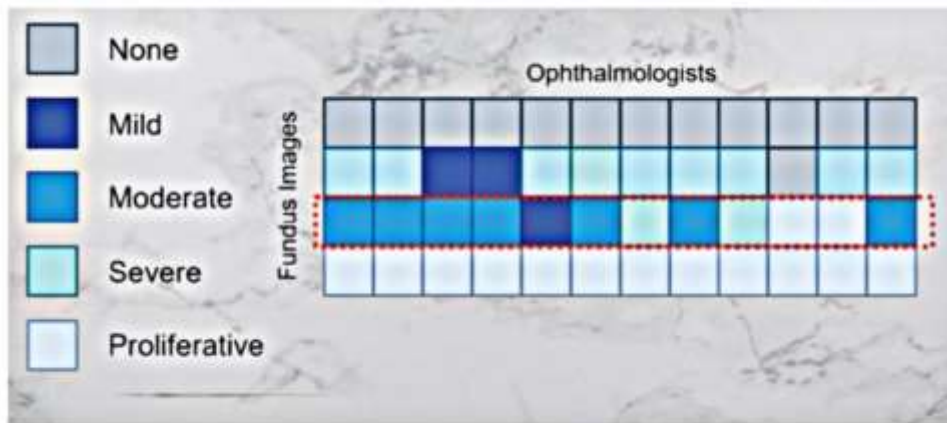 None
Mild
Moderate
Severe
Proliferative
Ophthalmologists
Fundus Images